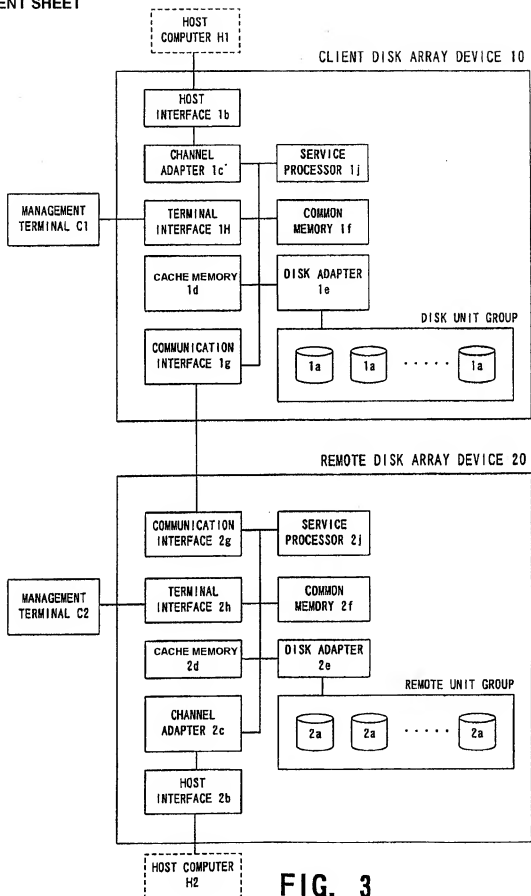 ENT SHEET
HOST
COMPUTER H1
CLIENT DISK ARRAY DEVICE 10
HOST
INTERFACE 1b
CHANNEL
ADAPTER 1c
SERVICE
PROCESSOR 1j
MANAGEMENT
TERMINAL C1
TERMINAL
INTERFACE 1H
COMMON
MEMORY 1f
CACHE MEMORY
1d
DISK ADAPTER
1e
DISK UNIT GROUP
COMMUNICATION
INTERFACE 1g
1a 1a ····· 1a
REMOTE DISK ARRAY DEVICE 20
COMMUNICATION
INTERFACE 2g
SERVICE
PROCESSOR 2j
MANAGEMENT
TERMINAL C2
TERMINAL
INTERFACE 2h
COMMON
MEMORY 2f
CACHE MEMORY
2d
DISK ADAPTER
2e
REMOTE UNIT GROUP
CHANNEL
ADAPTER 2c
2a 2a ····· 2a
HOST
INTERFACE 2b
HOST COMPUTER
H2
FIG. 3